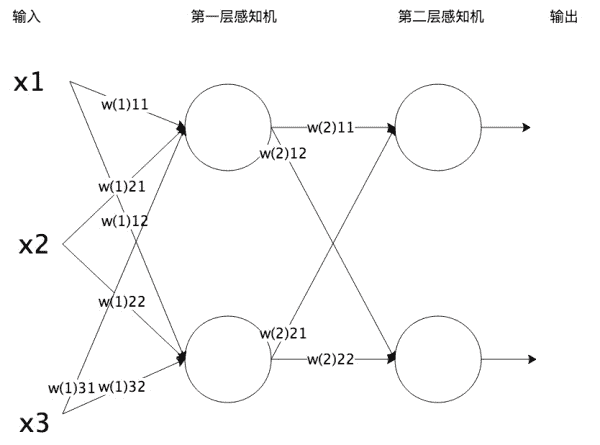 输入 第一层感知机 第二层感知机 输出
x1
w(1)11
w(2)11
w(2)12
w(1)21
w(1)12
x2
w(1)22
w(2)21
w(2)22
w(1)31 w(1)32
x3